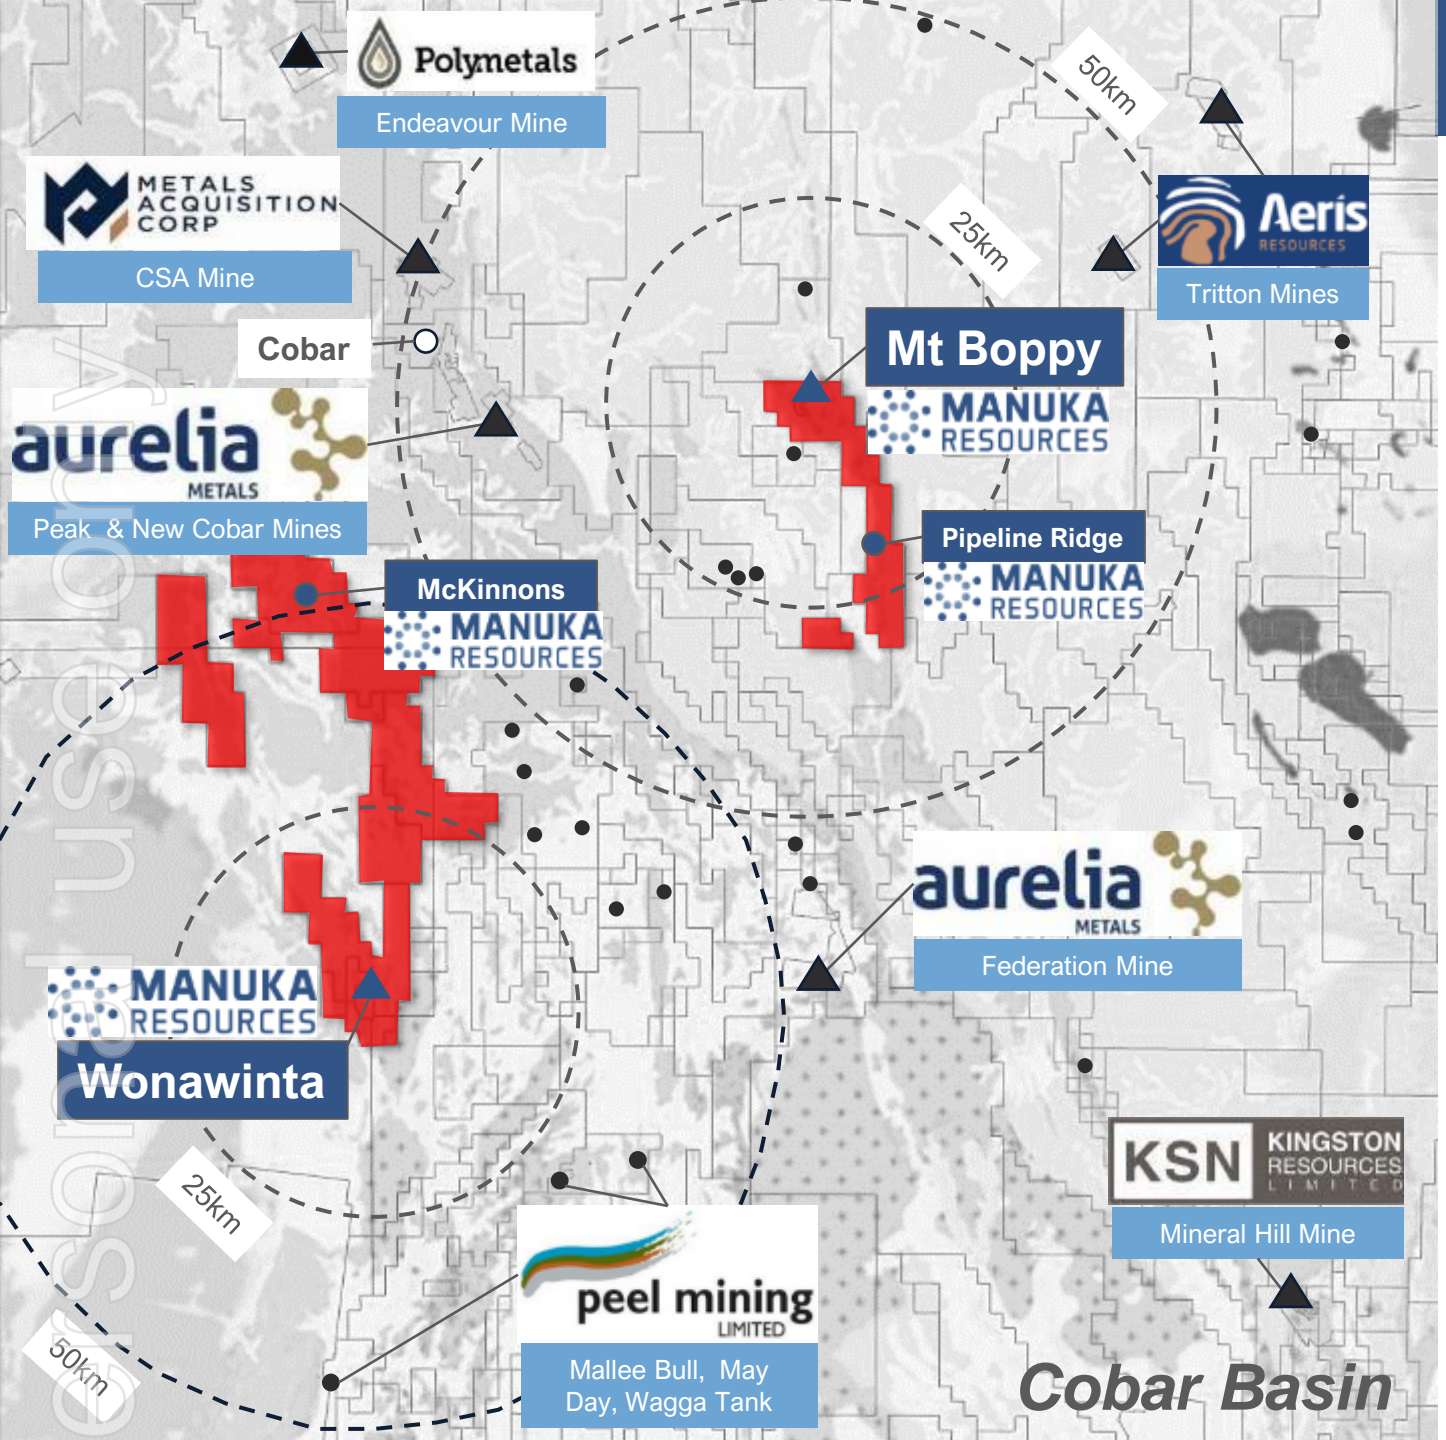 Polymetals
Endeavour Mine
50km
METALS
ACQUISITION
CORP
CSA Mine
Aeris
RESOURCES
Tritton Mines
25km
Cobar
Mt Boppy
MANUKA
RESOURCES
aurelia
METALS
Peak & New Cobar Mines
Pipeline Ridge
MANUKA
RESOURCES
McKinnons
MANUKA
RESOURCES
aurelia
METALS
Federation Mine
MANUKA
RESOURCES
Wonawinta
KSN
KINGSTON
RESOURCES
LIMITED
Mineral Hill Mine
25km
peel mining
LIMITED
Mallee Bull, May
Day, Wagga Tank
50km
Cobar Basin
ersonal use only